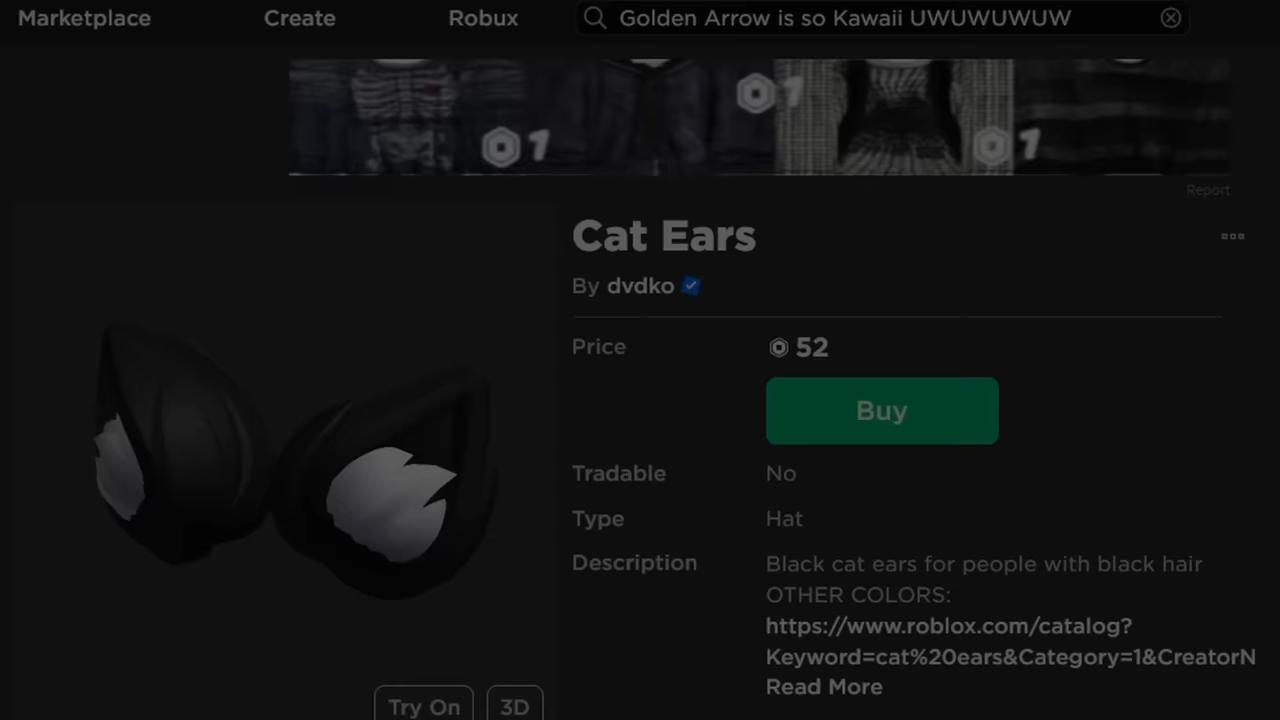 Marketplace Create Robux Golden Arrow is so Kawaii UWUWUWUW
1
1
1
Report
Cat Ears
By dvdko
Price 52
Buy
Tradable No
Type Hat
Description Black cat ears for people with black hair
OTHER COLORS:
https://www.roblox.com/catalog?
Keyword=cat%20ears&Category=1&CreatorN
Read More
Try On 3D